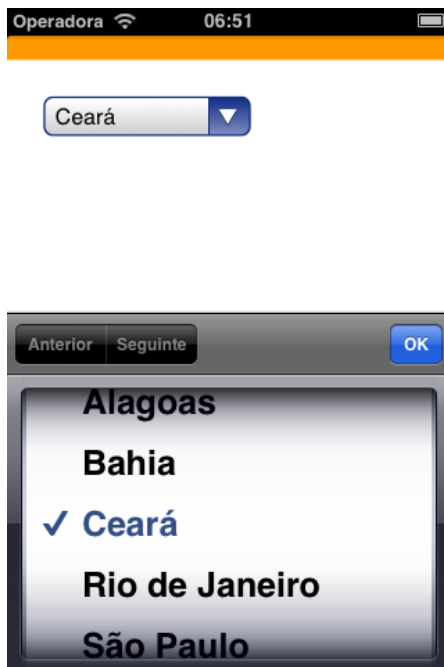 Operadora 06:51
Ceará
Anterior Seguinte OK
Alagoas
Bahia
✓ Ceará
Rio de Janeiro
São Paulo